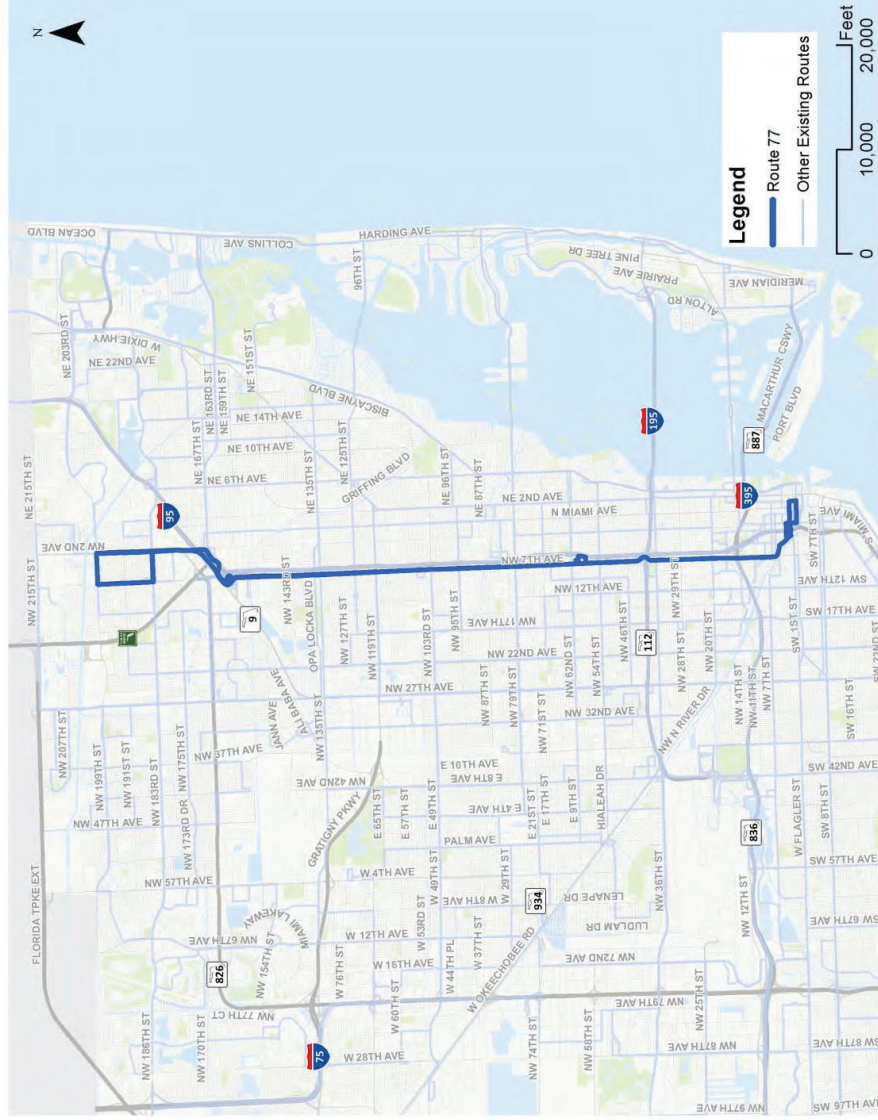 N
OCEAN BLVD
COLLINS AVE
HARDING AVE
96TH ST
PINE TREE DR
PRAIRIE AVE
ALTON RD
MERIDIAN AVE
MACARTHUR CSWY
PORT BLVD
887
195
395
95
NE 203RD ST
W DIXIE HWY
NE 22ND AVE
NE 163RD ST
NE 159TH ST
NE 151ST ST
NE 14TH AVE
NE 167TH ST
NE 10TH AVE
NE 6TH AVE
NE 135TH ST
NE 125TH ST
GRIFFING BLVD
BISCAYNE BLVD
NE 96TH ST
NE 87TH ST
NE 2ND AVE
N MIAMI AVE
S MIAMI AVE
NE 215TH ST
NW 215TH ST
NW 2ND AVE
NW 7TH AVE
NW 12TH AVE
SW 7TH ST
SW 12TH AVE
NW 143RD ST
OPA LOCKA BLVD
NW 127TH ST
NW 119TH ST
NW 103RD ST
NW 95TH ST
NW 17TH AVE
NW 22ND AVE
NW 27TH AVE
NW 32ND AVE
NW 29TH ST
NW 28TH ST
NW 20TH ST
NW 46TH ST
NW 54TH ST
NW 62ND ST
NW 71ST ST
NW 79TH ST
NW 87TH ST
112
9
SW 17TH AVE
SW 1ST ST
SW 22ND ST
SW 16TH ST
NW 14TH ST
NW 11TH ST
NW 7TH ST
NW N RIVER DR
NW 207TH ST
NW 199TH ST
NW 191ST ST
NW 183RD ST
NW 175TH ST
NW 173RD DR
NW 37TH AVE
JANN AVE
ALI BABA AVE
NW 135TH ST
NW 42ND AVE
NW 47TH AVE
GRATIGNY PKWY
E 65TH ST
E 57TH ST
E 49TH ST
E 10TH AVE
E 8TH AVE
E 4TH AVE
PALM AVE
E 21ST ST
E 17TH ST
E 9TH ST
HIALEAH DR
SW 42ND AVE
W FLAGLER ST
SW 8TH ST
SW 57TH AVE
836
FLORIDA TPKE EXT
NW 57TH AVE
MIAMI LAKEWAY
NW 67TH AVE
NW 154TH ST
826
W 4TH AVE
W 8TH AVE
W 12TH AVE
W 16TH AVE
W 49TH ST
W 53RD ST
W 29TH ST
W 37TH ST
W 44TH PL
934
LENAPE DR
LUDLAM DR
NW 36TH ST
NW 12TH ST
SW 67TH AVE
NW 72ND AVE
W OKEECHOBEE RD
W 76TH ST
W 60TH ST
W 28TH AVE
75
NW 77TH CT
NW 170TH ST
NW 186TH ST
NW 74TH ST
NW 58TH ST
NW 25TH ST
NW 79TH AVE
NW 87TH AVE
SW 87TH AVE
NW 97TH AVE
SW 97TH AVE
Legend
Route 77
Other Existing Routes
0 10,000 20,000
Feet